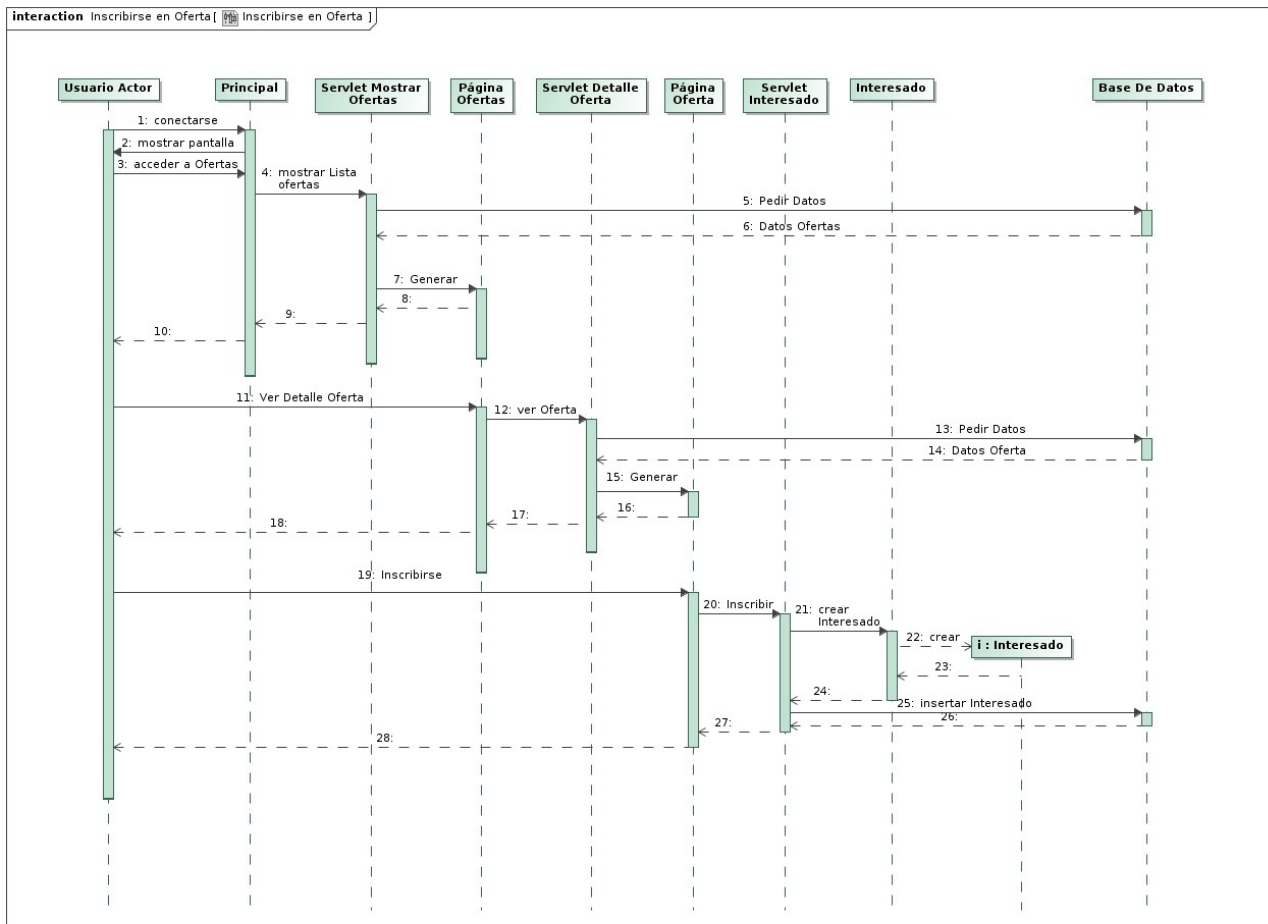 interaction Inscribirse en Oferta[ Inscribirse en Oferta ]
Usuario Actor
Principal
Servlet Mostrar
Ofertas
Página
Ofertas
Servlet Detalle
Oferta
Página
Oferta
Servlet
Interesado
Interesado
Base De Datos
1: conectarse
2: mostrar pantalla
3: acceder a Ofertas
4: mostrar Lista
ofertas
5: Pedir Datos
6: Datos Ofertas
7: Generar
8:
9:
10:
11: Ver Detalle Oferta
12: ver Oferta
13: Pedir Datos
14: Datos Oferta
15: Generar
16:
17:
18:
19: Inscribirse
20: Inscribir
21: crear
Interesado
22: crear
i : Interesado
23:
24:
25: insertar Interesado
26:
27:
28: